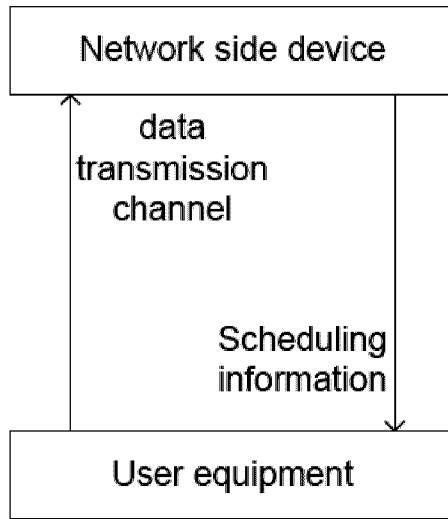 Network side device
data
transmission
channel
Scheduling
information
User equipment